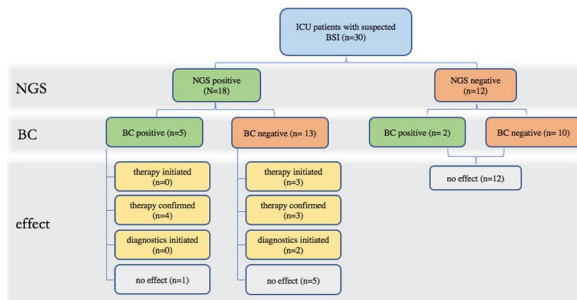 ICU patients with suspected
BSI (n=30)
NGS
NGS positive
(N=18)
NGS negative
(n=12)
BC
BC positive (n=5)
BC negative (n= 13)
BC positive (n= 2)
BC negative (n= 10)
effect
therapy initiated
(n=0)
therapy confirmed
(n=4)
diagnostics initiated
(n=0)
no effect (n=1)
therapy initiated
(n=3)
therapy confirmed
(n=3)
diagnostics initiated
(n=2)
no effect (n=5)
no effect (n=12)